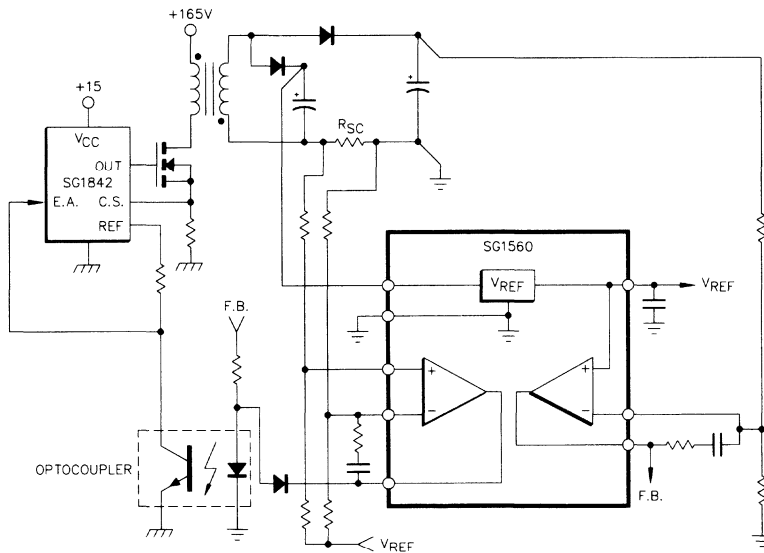 +165V
+15
VCC
OUT
SG1842
E.A.
C.S.
REF
+
+
RSC
SG1560
VREF
VREF
F.B.
+
−
+
−
OPTOCOUPLER
F.B.
VREF